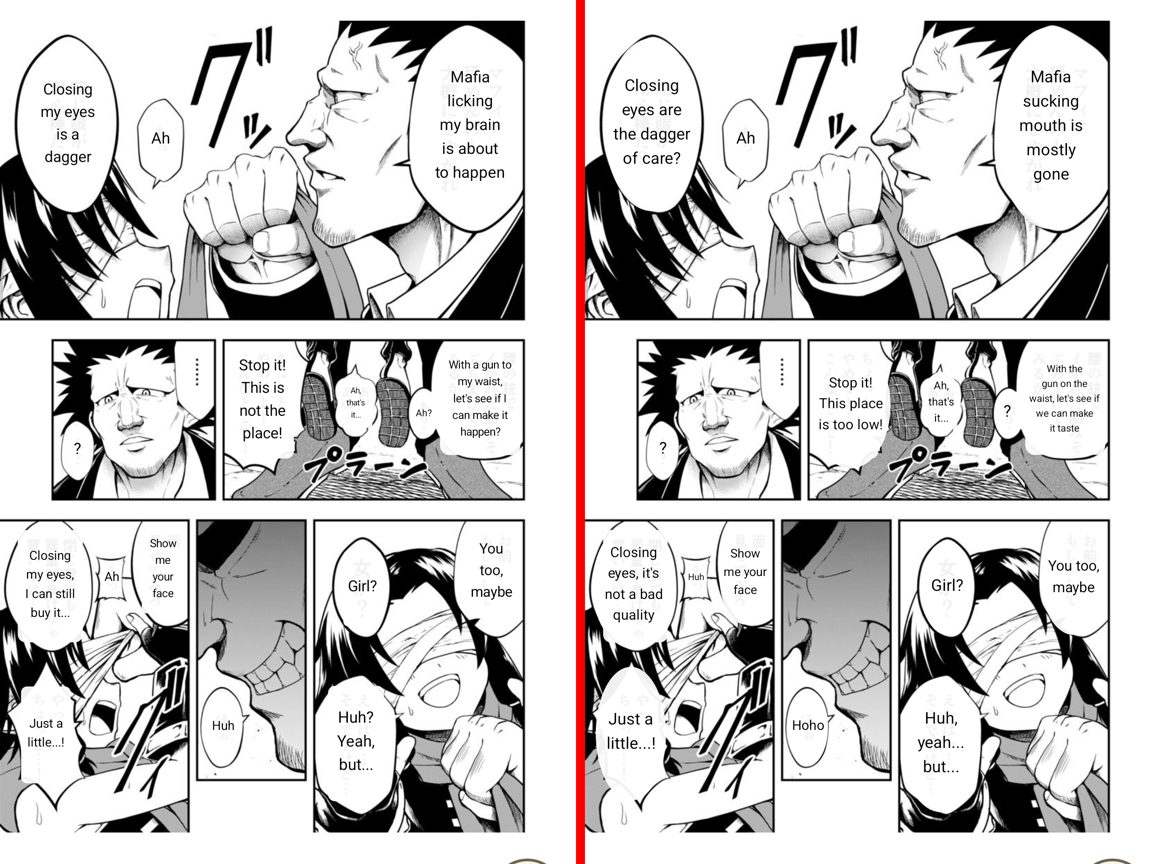 Mafia
licking
my brain
is about
to happen
グ
ッ
Ah
Closing
my eyes
is a
dagger
With a gun to
my waist,
let's see if I
can make it
happen?
Ah?
Ah,
that's
it...
Stop it!
This is
not the
place!
プラーン
?
You
too,
maybe
Girl?
Huh?
Yeah,
but...
Huh
Show
me
your
face
Ah
Closing
my eyes,
I can still
buy it...
Just a
little...!
Mafia
sucking
mouth is
mostly
gone
グ
ッ
Ah
Closing
eyes are
the dagger
of care?
With the
gun on the
waist, let's see if
we can make
it taste
?
Ah,
that's
it...
Stop it!
This place
is too low!
プラーン
?
You too,
maybe
Girl?
Huh,
yeah...
but...
Hoho
Show
me your
face
Huh
Closing
eyes, it's
not a bad
quality
Just a
little...!